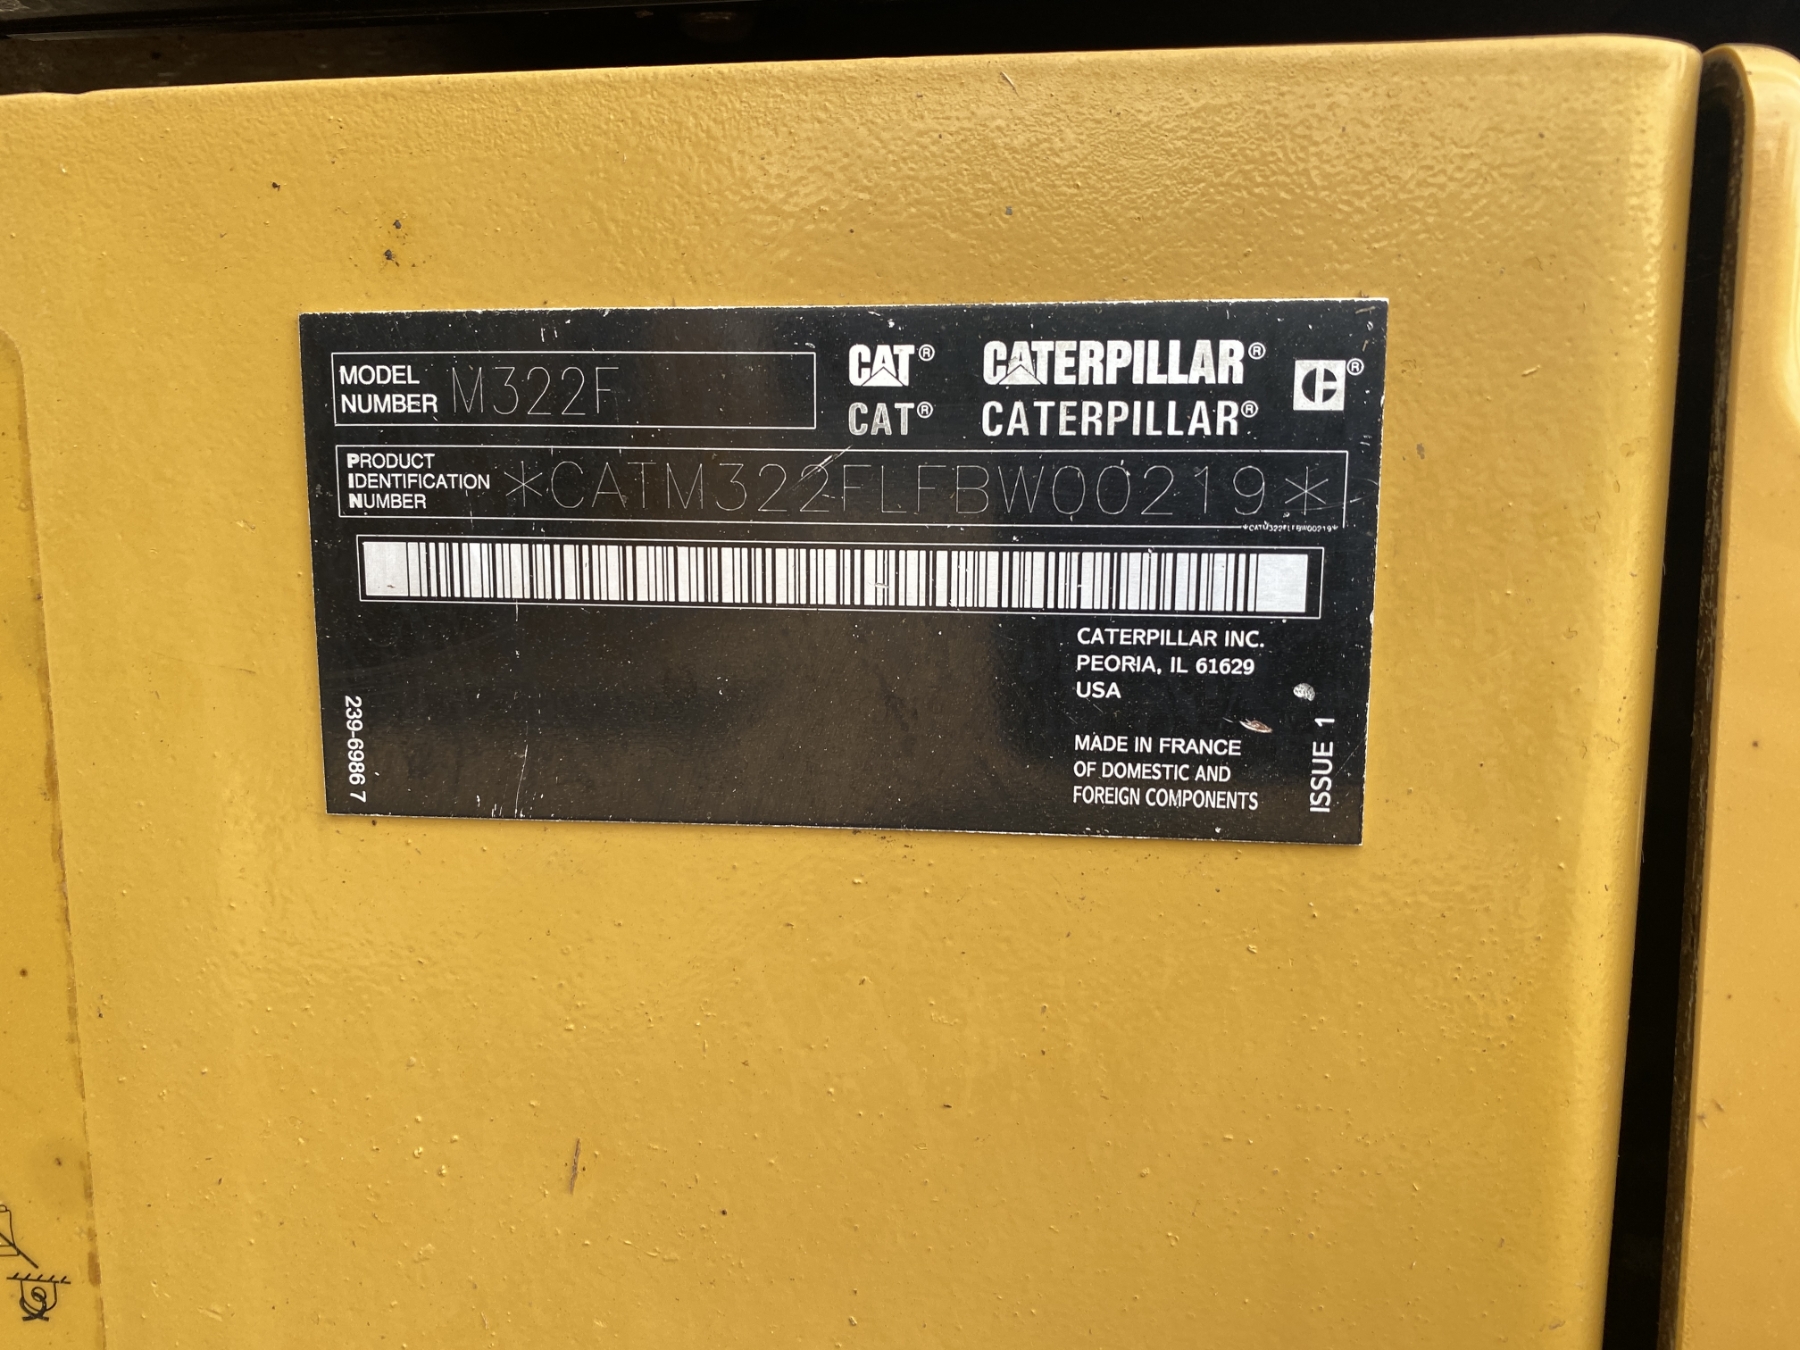 MODEL
NUMBER
M322F
CAT® CATERPILLAR® ®
CAT® CATERPILLAR®
PRODUCT
IDENTIFICATION
NUMBER
*CATM322FLFBW00219*
*CATM322FLFBW00219*
CATERPILLAR INC.
PEORIA, IL 61629
USA
MADE IN FRANCE
OF DOMESTIC AND
FOREIGN COMPONENTS
239-6986 7
ISSUE 1